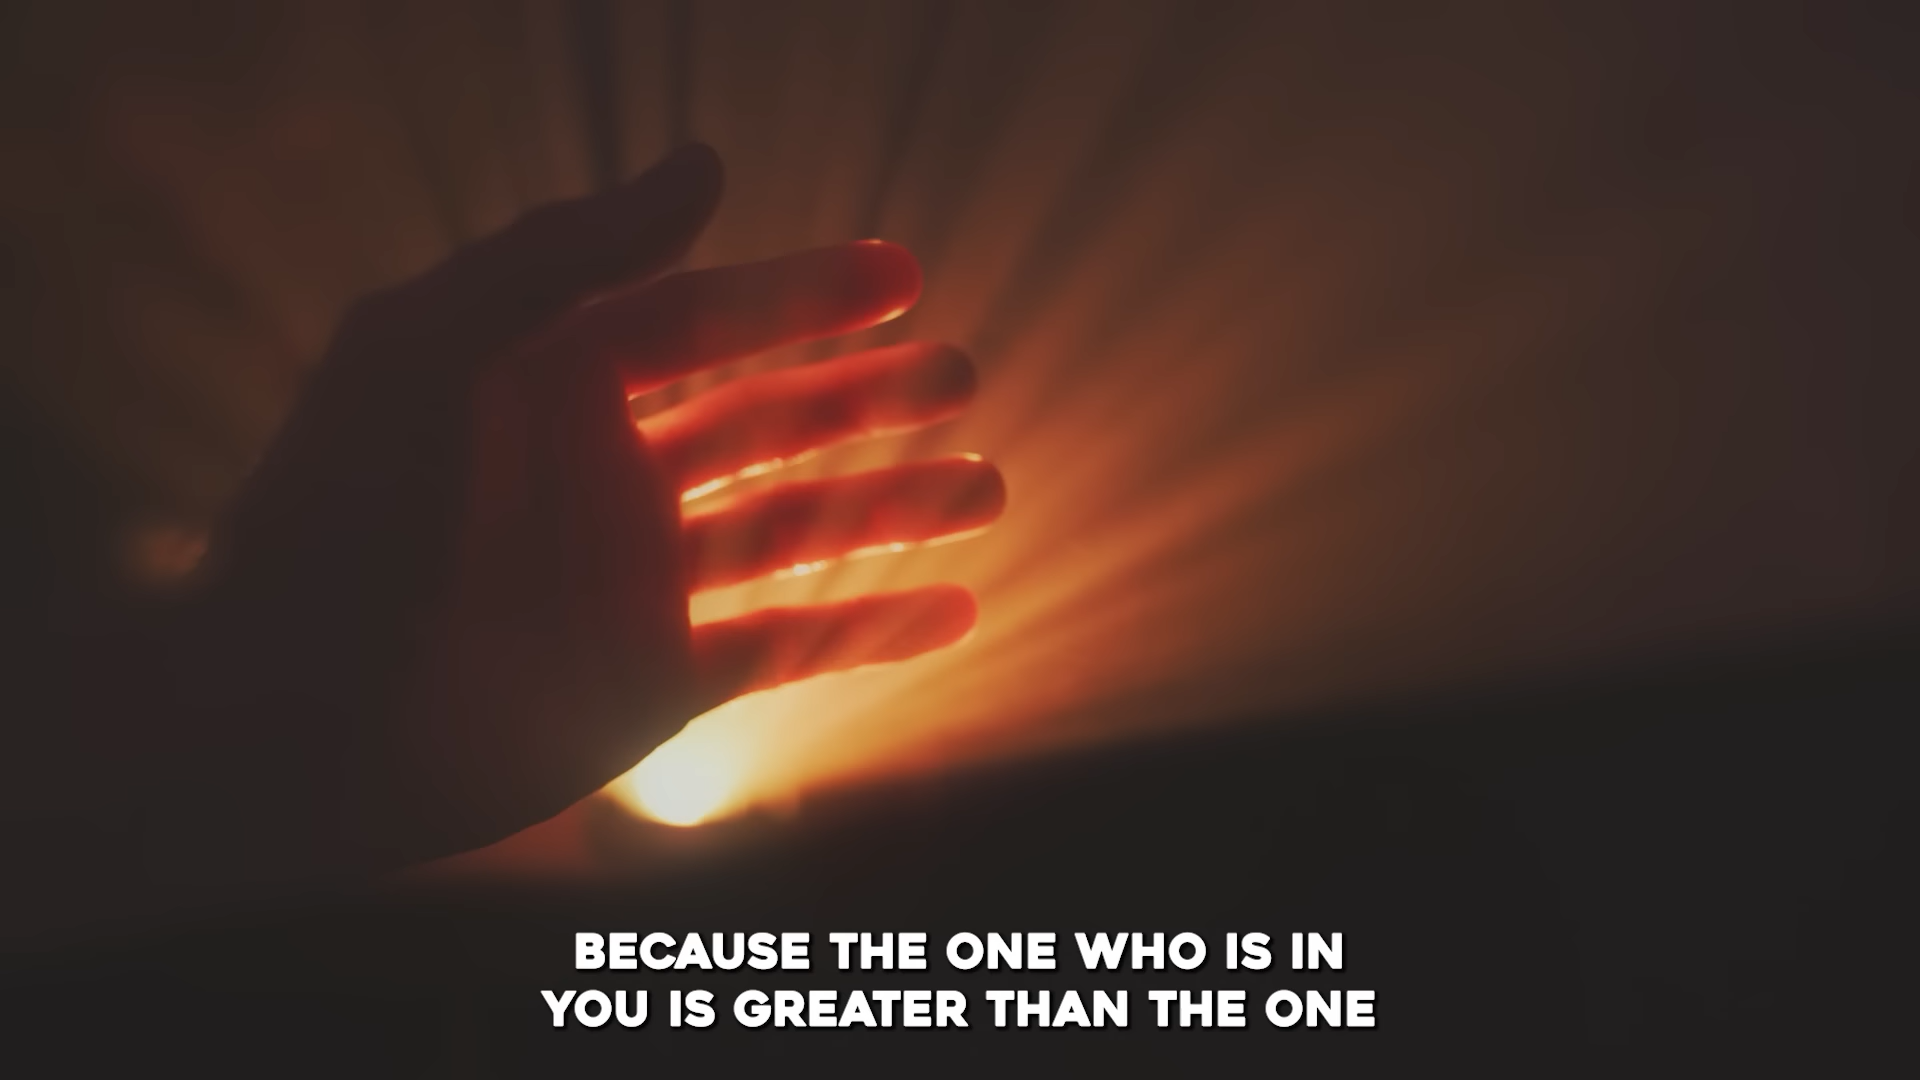 BECAUSE THE ONE WHO IS IN
YOU IS GREATER THAN THE ONE